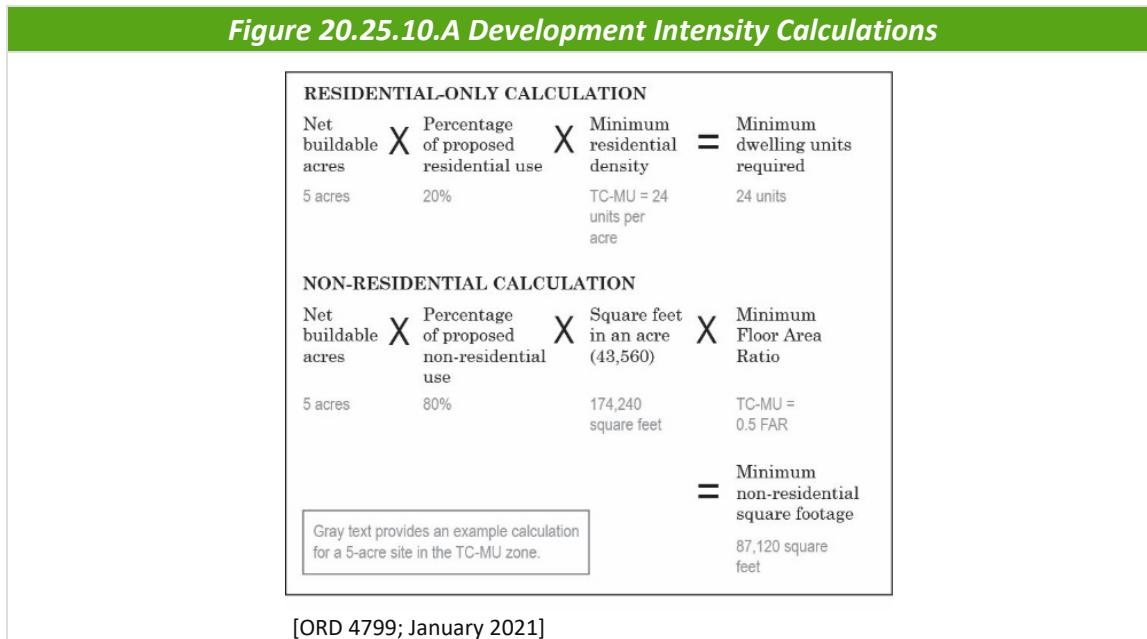 Figure 20.25.10.A Development Intensity Calculations
RESIDENTIAL-ONLY CALCULATION
Net
buildable
acres
X
Percentage
of proposed
residential use
X
Minimum
residential
density
=
Minimum
dwelling units
required
5 acres
20%
TC-MU = 24
units per
acre
24 units
NON-RESIDENTIAL CALCULATION
Net
buildable
acres
X
Percentage
of proposed
non-residential
use
X
Square feet
in an acre
(43,560)
X
Minimum
Floor Area
Ratio
5 acres
80%
174,240
square feet
TC-MU =
0.5 FAR
=
Minimum
non-residential
square footage
87,120 square
feet
Gray text provides an example calculation
for a 5-acre site in the TC-MU zone.
[ORD 4799; January 2021]